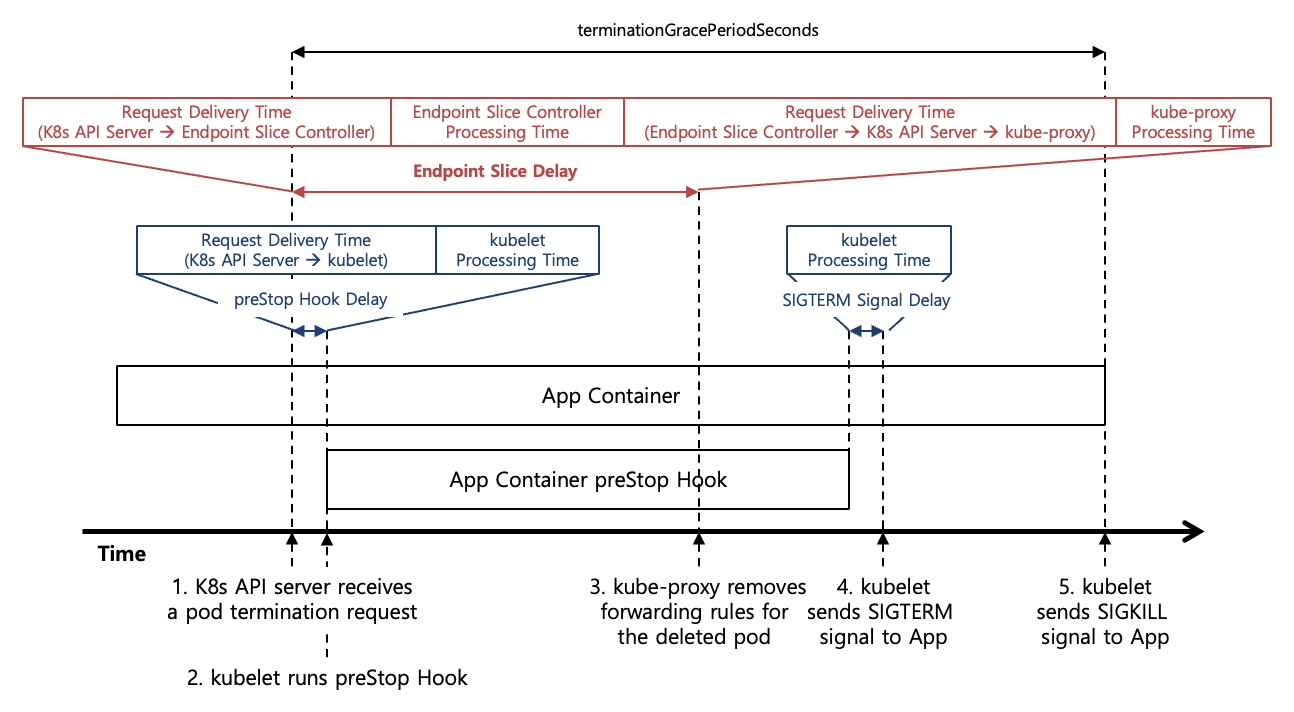 terminationGracePeriodSeconds
Request Delivery Time
(K8s API Server → Endpoint Slice Controller)
Endpoint Slice Controller
Processing Time
Request Delivery Time
(Endpoint Slice Controller → K8s API Server → kube-proxy)
kube-proxy
Processing Time
Endpoint Slice Delay
Request Delivery Time
(K8s API Server → kubelet)
kubelet
Processing Time
kubelet
Processing Time
preStop Hook Delay
SIGTERM Signal Delay
App Container
App Container preStop Hook
Time
1. K8s API server receives
a pod termination request
2. kubelet runs preStop Hook
3. kube-proxy removes
forwarding rules for
the deleted pod
4. kubelet
sends SIGTERM
signal to App
5. kubelet
sends SIGKILL
signal to App